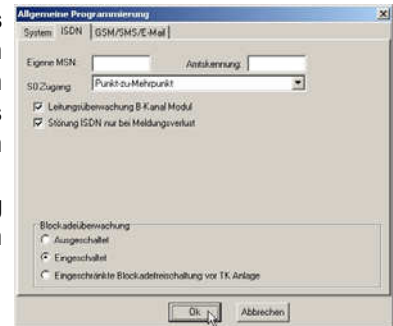 Allgemeine Programmierung
System ISDN GSM/SMS/E-Mail
Eigene MSN: Amtskennung:
S0 Zugang: Punkt-zu-Mehrpunkt
Leitungsüberwachung B-Kanal Modul
Störung ISDN nur bei Meldungsverlust
Blockadeüberwachung
Ausgeschaltet
Eingeschaltet
Eingeschränkte Blockadefreischaltung vor TK Anlage
Ok Abbrechen